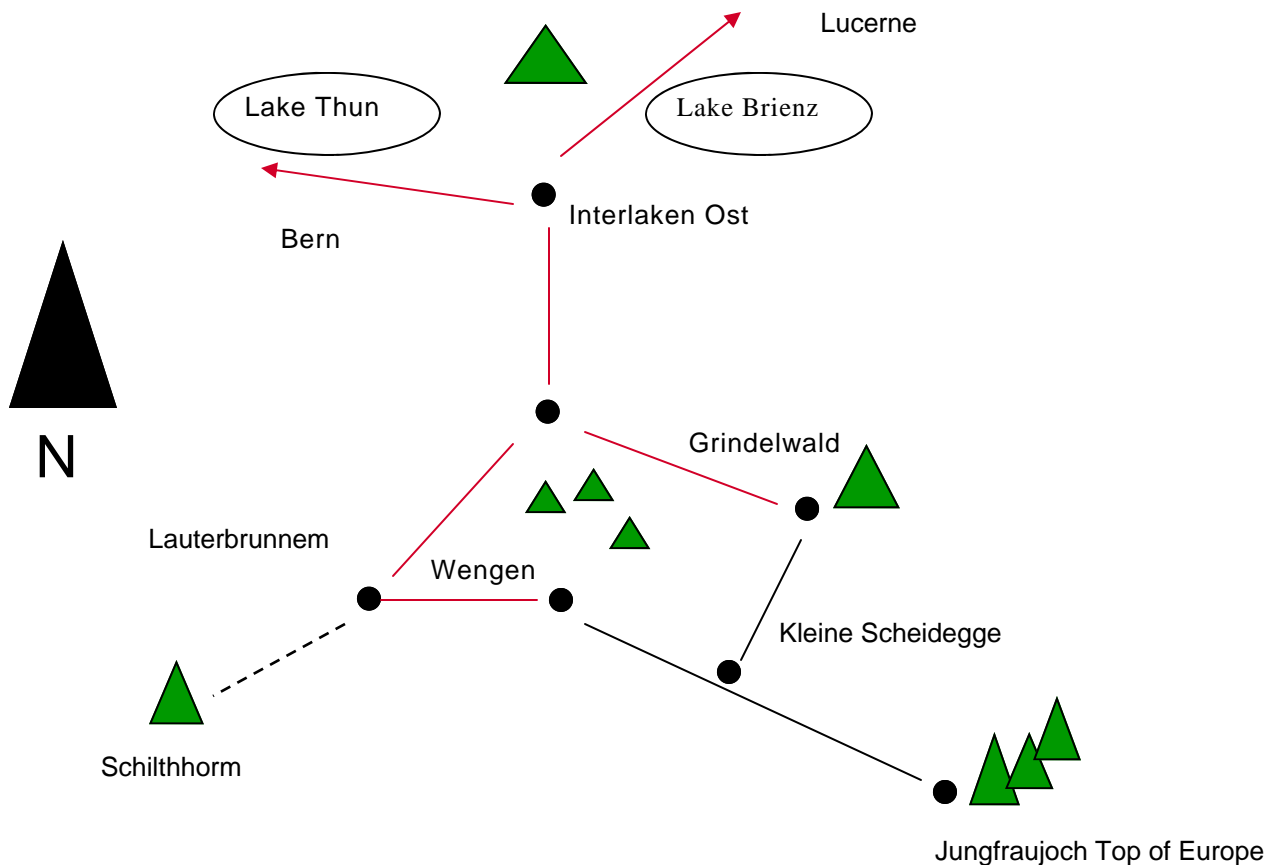 Lucerne
Lake Thun
Lake Brienz
Interlaken Ost
Bern
N
Grindelwald
Lauterbrunnem
Wengen
Kleine Scheidegge
Schilthhorm
Jungfraujoch Top of Europe